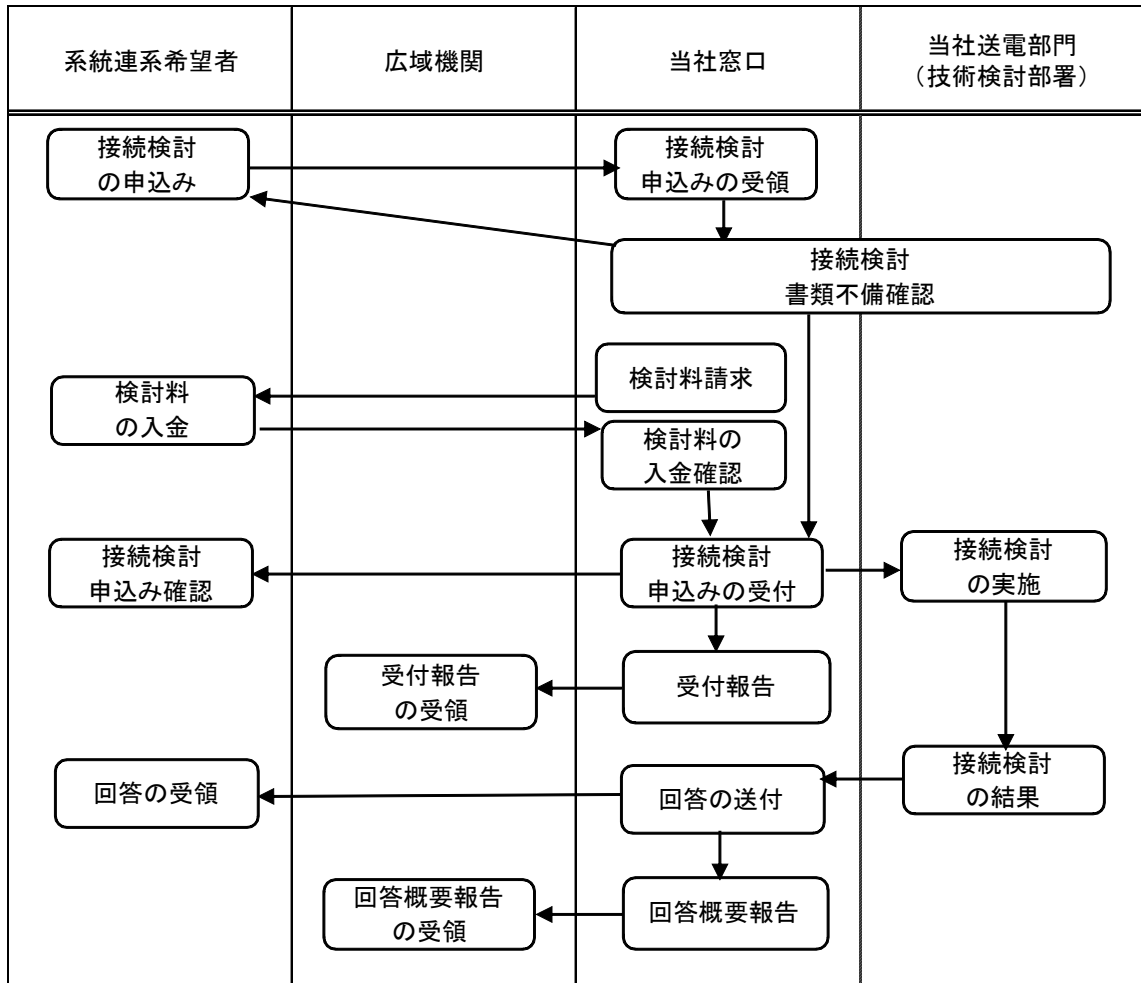 系統連系希望者
広域機関
当社窓口
当社送電部門
（技術検討部署）
接続検討
の申込み
接続検討
申込みの受領
接続検討
書類不備確認
検討料請求
検討料
の入金
検討料の
入金確認
接続検討
申込み確認
接続検討
申込みの受付
接続検討
の実施
受付報告
の受領
受付報告
接続検討
の結果
回答の受領
回答の送付
回答概要報告
の受領
回答概要報告